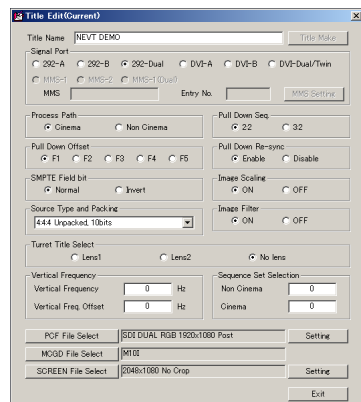 Title Edit(Current)
Title Name NEVT DEMO Title Make
Signal Port
292-A 292-B 292-Dual DVI-A DVI-B DVI-Dual/Twin
MMS-1 MMS-2 MMS-1(Dual)
MMS Entry No. MMS Setting
Process Path Pull Down Seq.
Cinema Non Cinema 2:2 3:2
Pull Down Offset Pull Down Re-sync
F1 F2 F3 F4 F5 Enable Disable
SMPTE Field bit Image Scaling
Normal Invert ON OFF
Source Type and Packing Image Filter
4:4:4 Unpacked, 10bits ON OFF
Turret Title Select
Lens1 Lens2 No lens
Vertical Frequency Sequence Set Selection
Vertical Frequency 0 Hz Non Cinema 0
Vertical Freq. Offset 0 Hz Cinema 0
PCF File Select SDI DUAL RGB 1920x1080 Post Setting
MCGD File Select M10I
SCREEN File Select 2048x1080 No Crop Setting
Exit